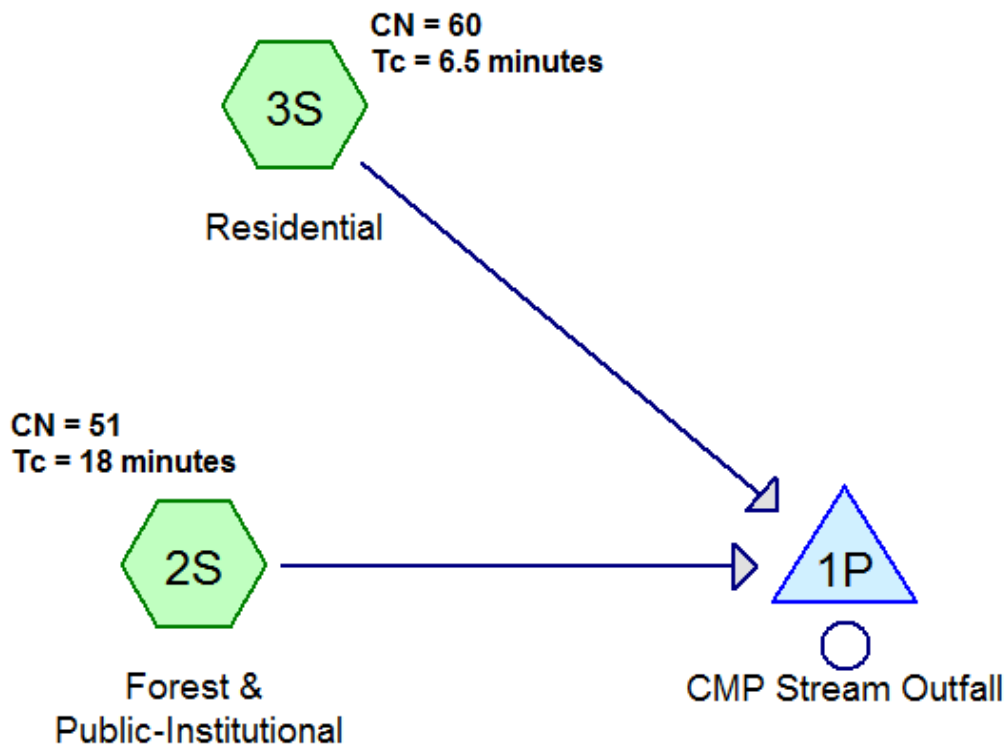 CN = 60
Tc = 6.5 minutes
3S
Residential
CN = 51
Tc = 18 minutes
2S
Forest &
Public-Institutional
1P
CMP Stream Outfall